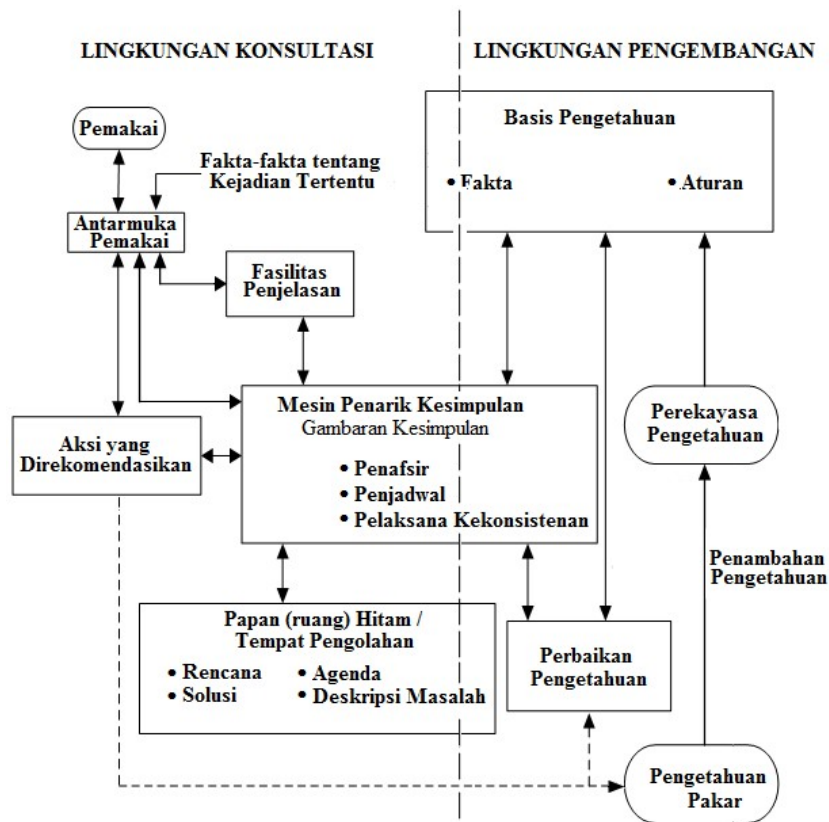 LINGKUNGAN KONSULTASI
LINGKUNGAN PENGEMBANGAN
Pemakai
Fakta-fakta tentang
Kejadian Tertentu
Antarmuka
Pemakai
Fasilitas
Penjelasan
Basis Pengetahuan
• Fakta
• Aturan
Mesin Penarik Kesimpulan
Gambaran Kesimpulan
• Penafsir
• Penjadwal
• Pelaksana Kekonsistenan
Aksi yang
Direkomendasikan
Perekayasa
Pengetahuan
Penambahan
Pengetahuan
Papan (ruang) Hitam /
Tempat Pengolahan
• Rencana
• Agenda
• Solusi
• Deskripsi Masalah
Perbaikan
Pengetahuan
Pengetahuan
Pakar